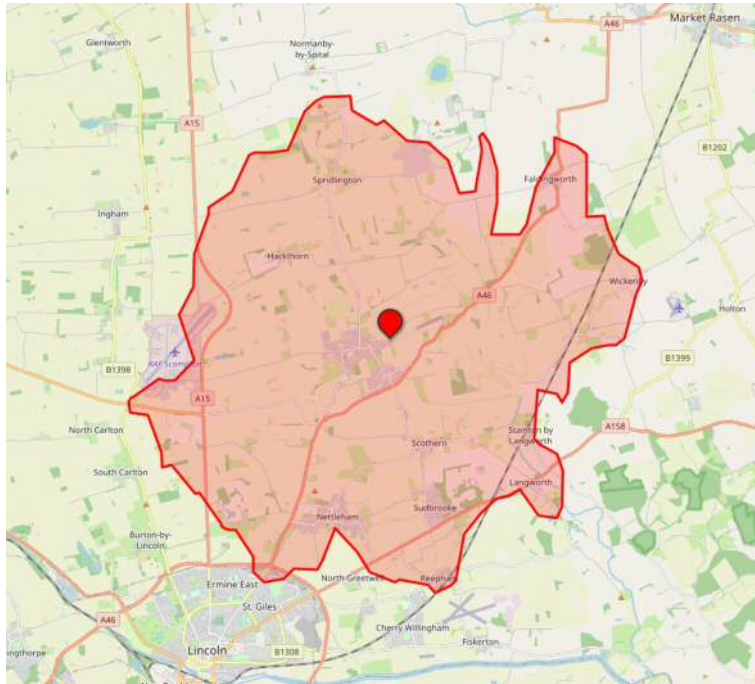 A46
Market Rasen
Glentworth
Normanby-
by-Spital
A15
B1202
Spridlington
Faldingworth
Ingham
Hackthorn
Wickenby
A46
Holton
RAF Scampton
B1398
B1399
A15
North Carlton
Scothern
Stainton by
Langworth
A158
South Carlton
Langworth
Sudbrooke
Nettleham
Burton-by-
Lincoln
Ermine East
North Greetwell
Reepham
A46
St. Giles
Cherry Willingham
Fiskerton
Lincoln
B1308